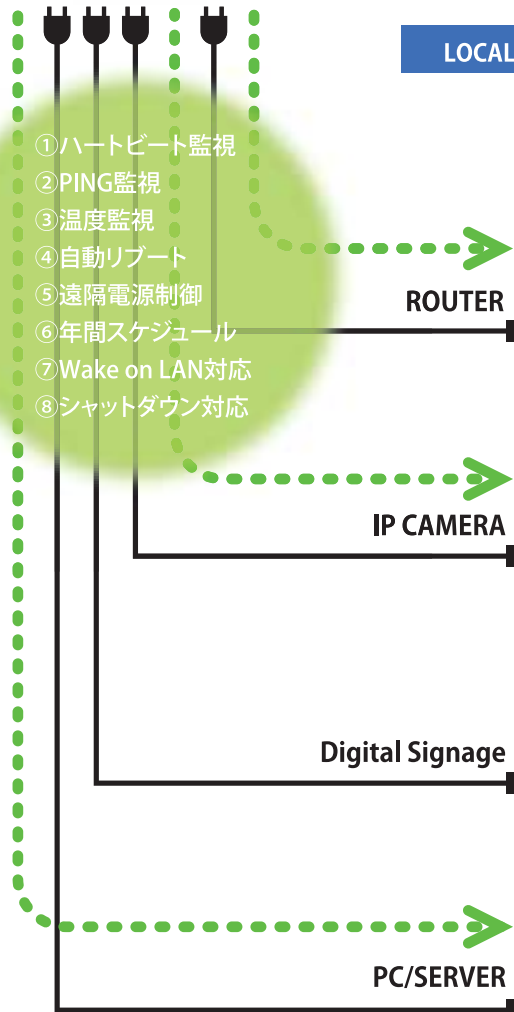 LOCAL
①ハートビート監視
②PING監視
③温度監視
④自動リブート
⑤遠隔電源制御
⑥年間スケジュール
⑦Wake on LAN対応
⑧シャットダウン対応
ROUTER
IP CAMERA
Digital Signage
PC/SERVER